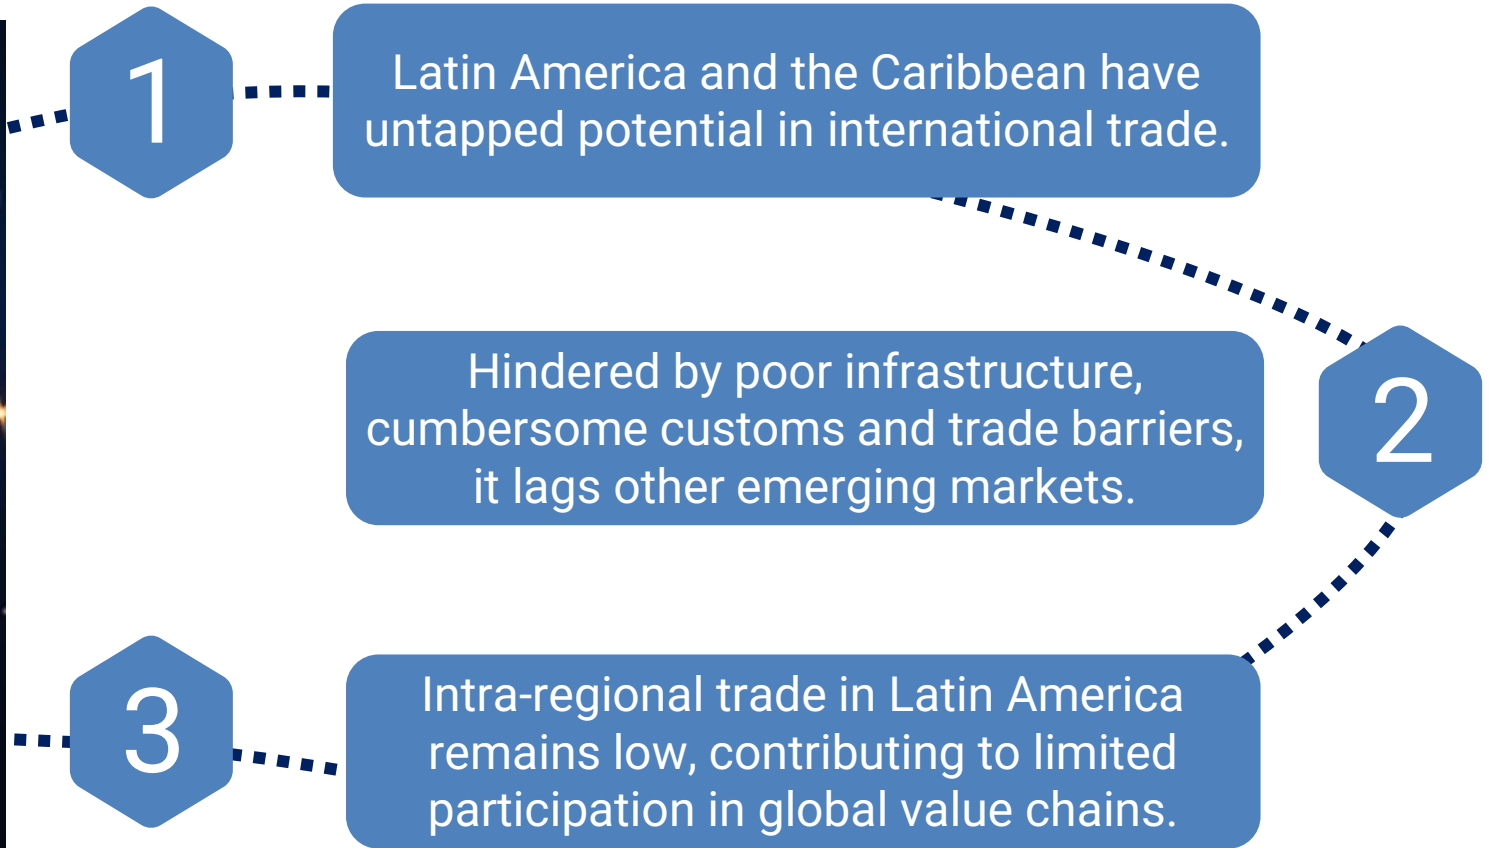 1
Latin America and the Caribbean have
untapped potential in international trade.
Hindered by poor infrastructure,
cumbersome customs and trade barriers,
it lags other emerging markets.
2
3
Intra-regional trade in Latin America
remains low, contributing to limited
participation in global value chains.